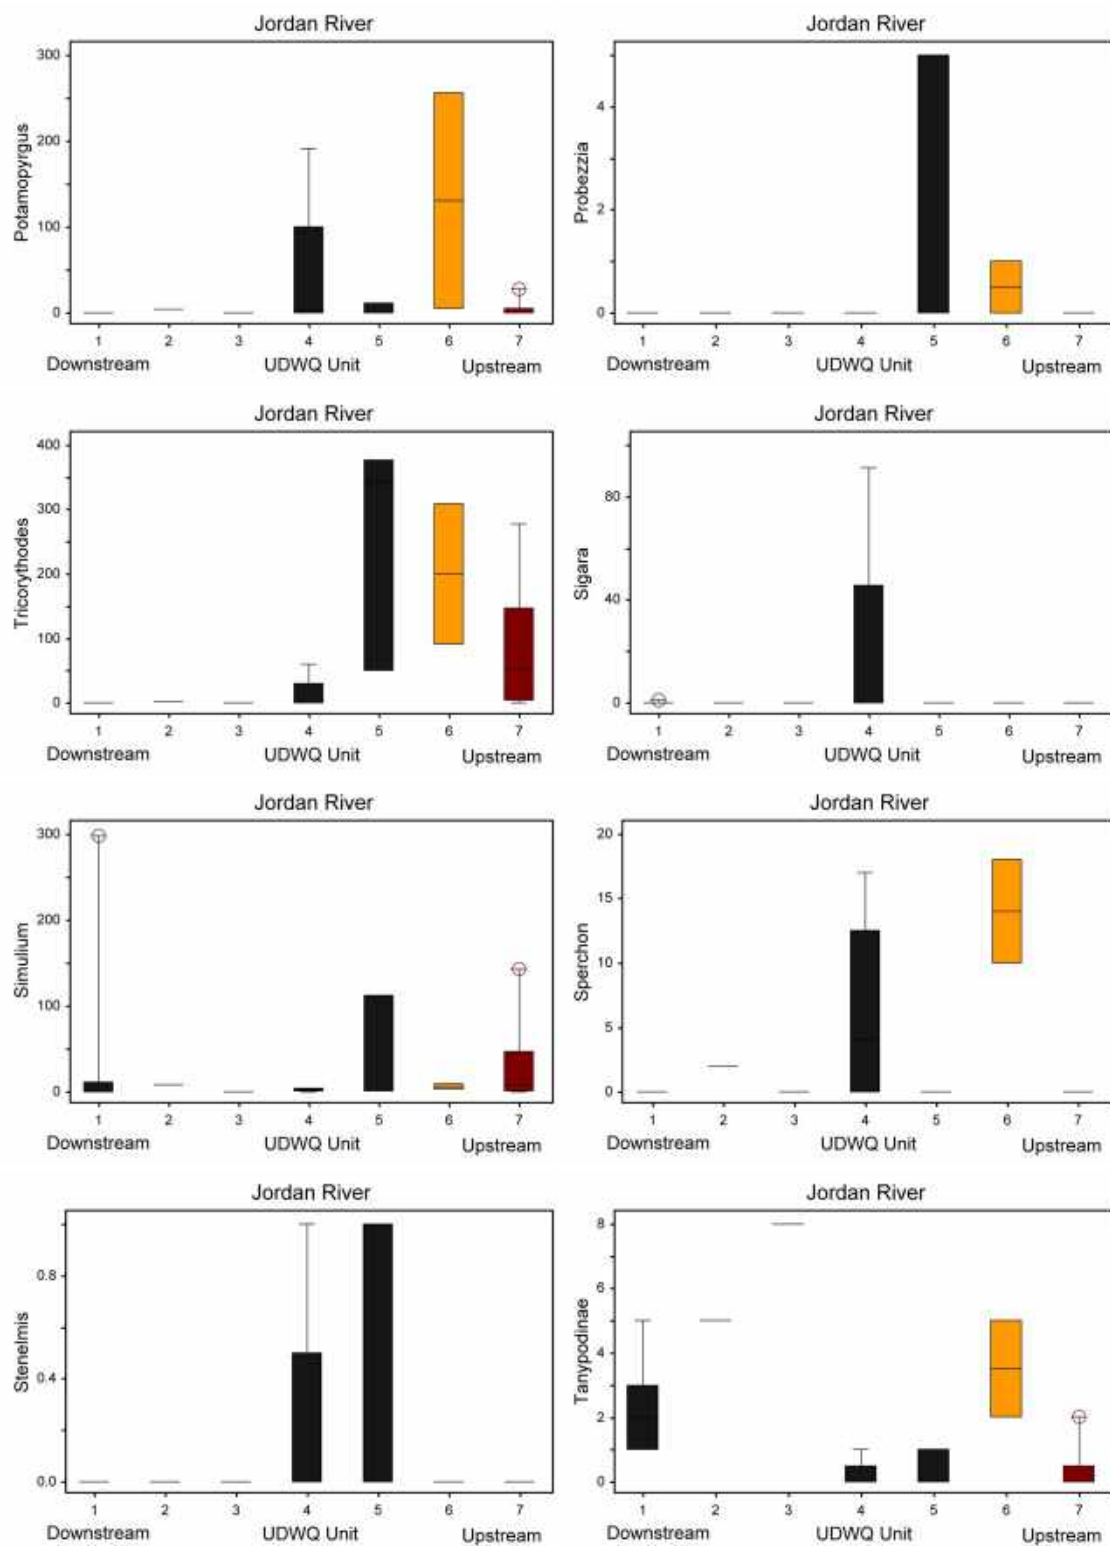 Jordan River
300
200
100
0
Potamopyrgus
1 2 3 4 5 6 7
Downstream UDWQ Unit Upstream
Jordan River
4
2
0
Probezzia
1 2 3 4 5 6 7
Downstream UDWQ Unit Upstream
Jordan River
400
300
200
100
0
Tricorythodes
1 2 3 4 5 6 7
Downstream UDWQ Unit Upstream
Jordan River
80
40
0
Sigara
1 2 3 4 5 6 7
Downstream UDWQ Unit Upstream
Jordan River
300
200
100
0
Simulium
1 2 3 4 5 6 7
Downstream UDWQ Unit Upstream
Jordan River
20
15
10
5
0
Sperchon
1 2 3 4 5 6 7
Downstream UDWQ Unit Upstream
Jordan River
0.8
0.4
0.0
Stenelmis
1 2 3 4 5 6 7
Downstream UDWQ Unit Upstream
Jordan River
8
6
4
2
0
Tanypodinae
1 2 3 4 5 6 7
Downstream UDWQ Unit Upstream